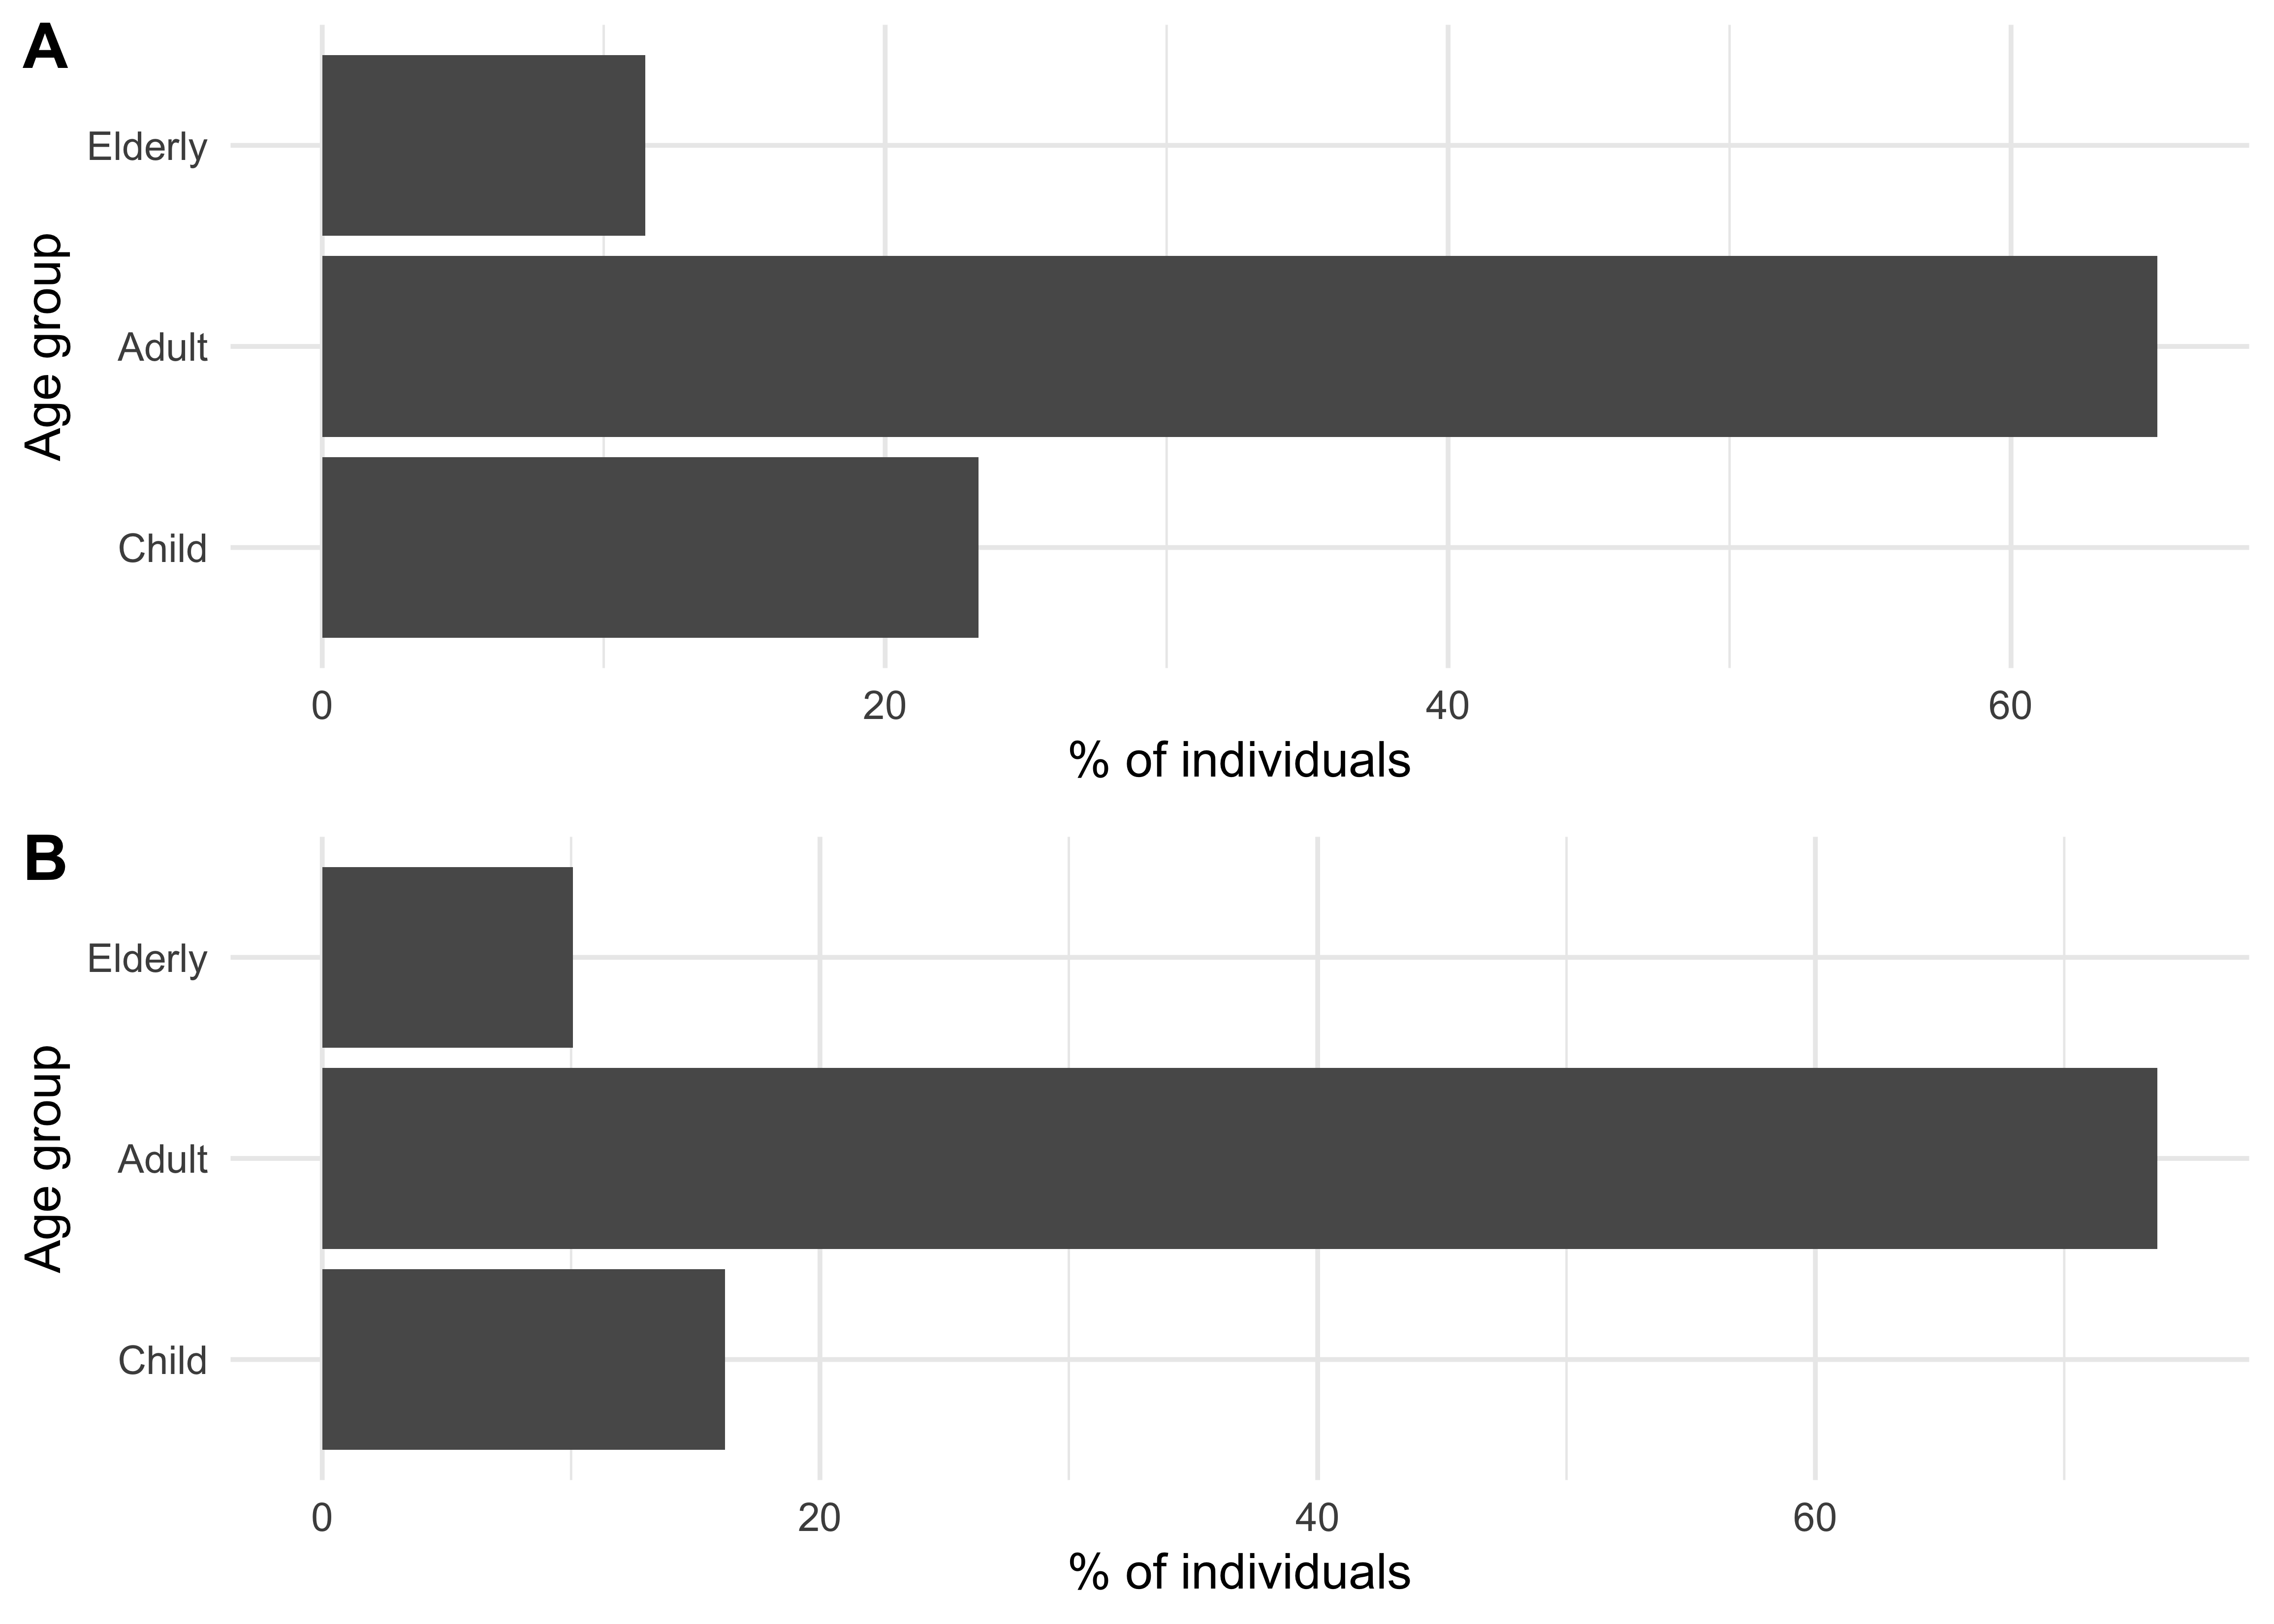 A
Elderly
Adult
Child
Age group
0 20 40 60
% of individuals
B
Elderly
Adult
Child
Age group
0 20 40 60
% of individuals